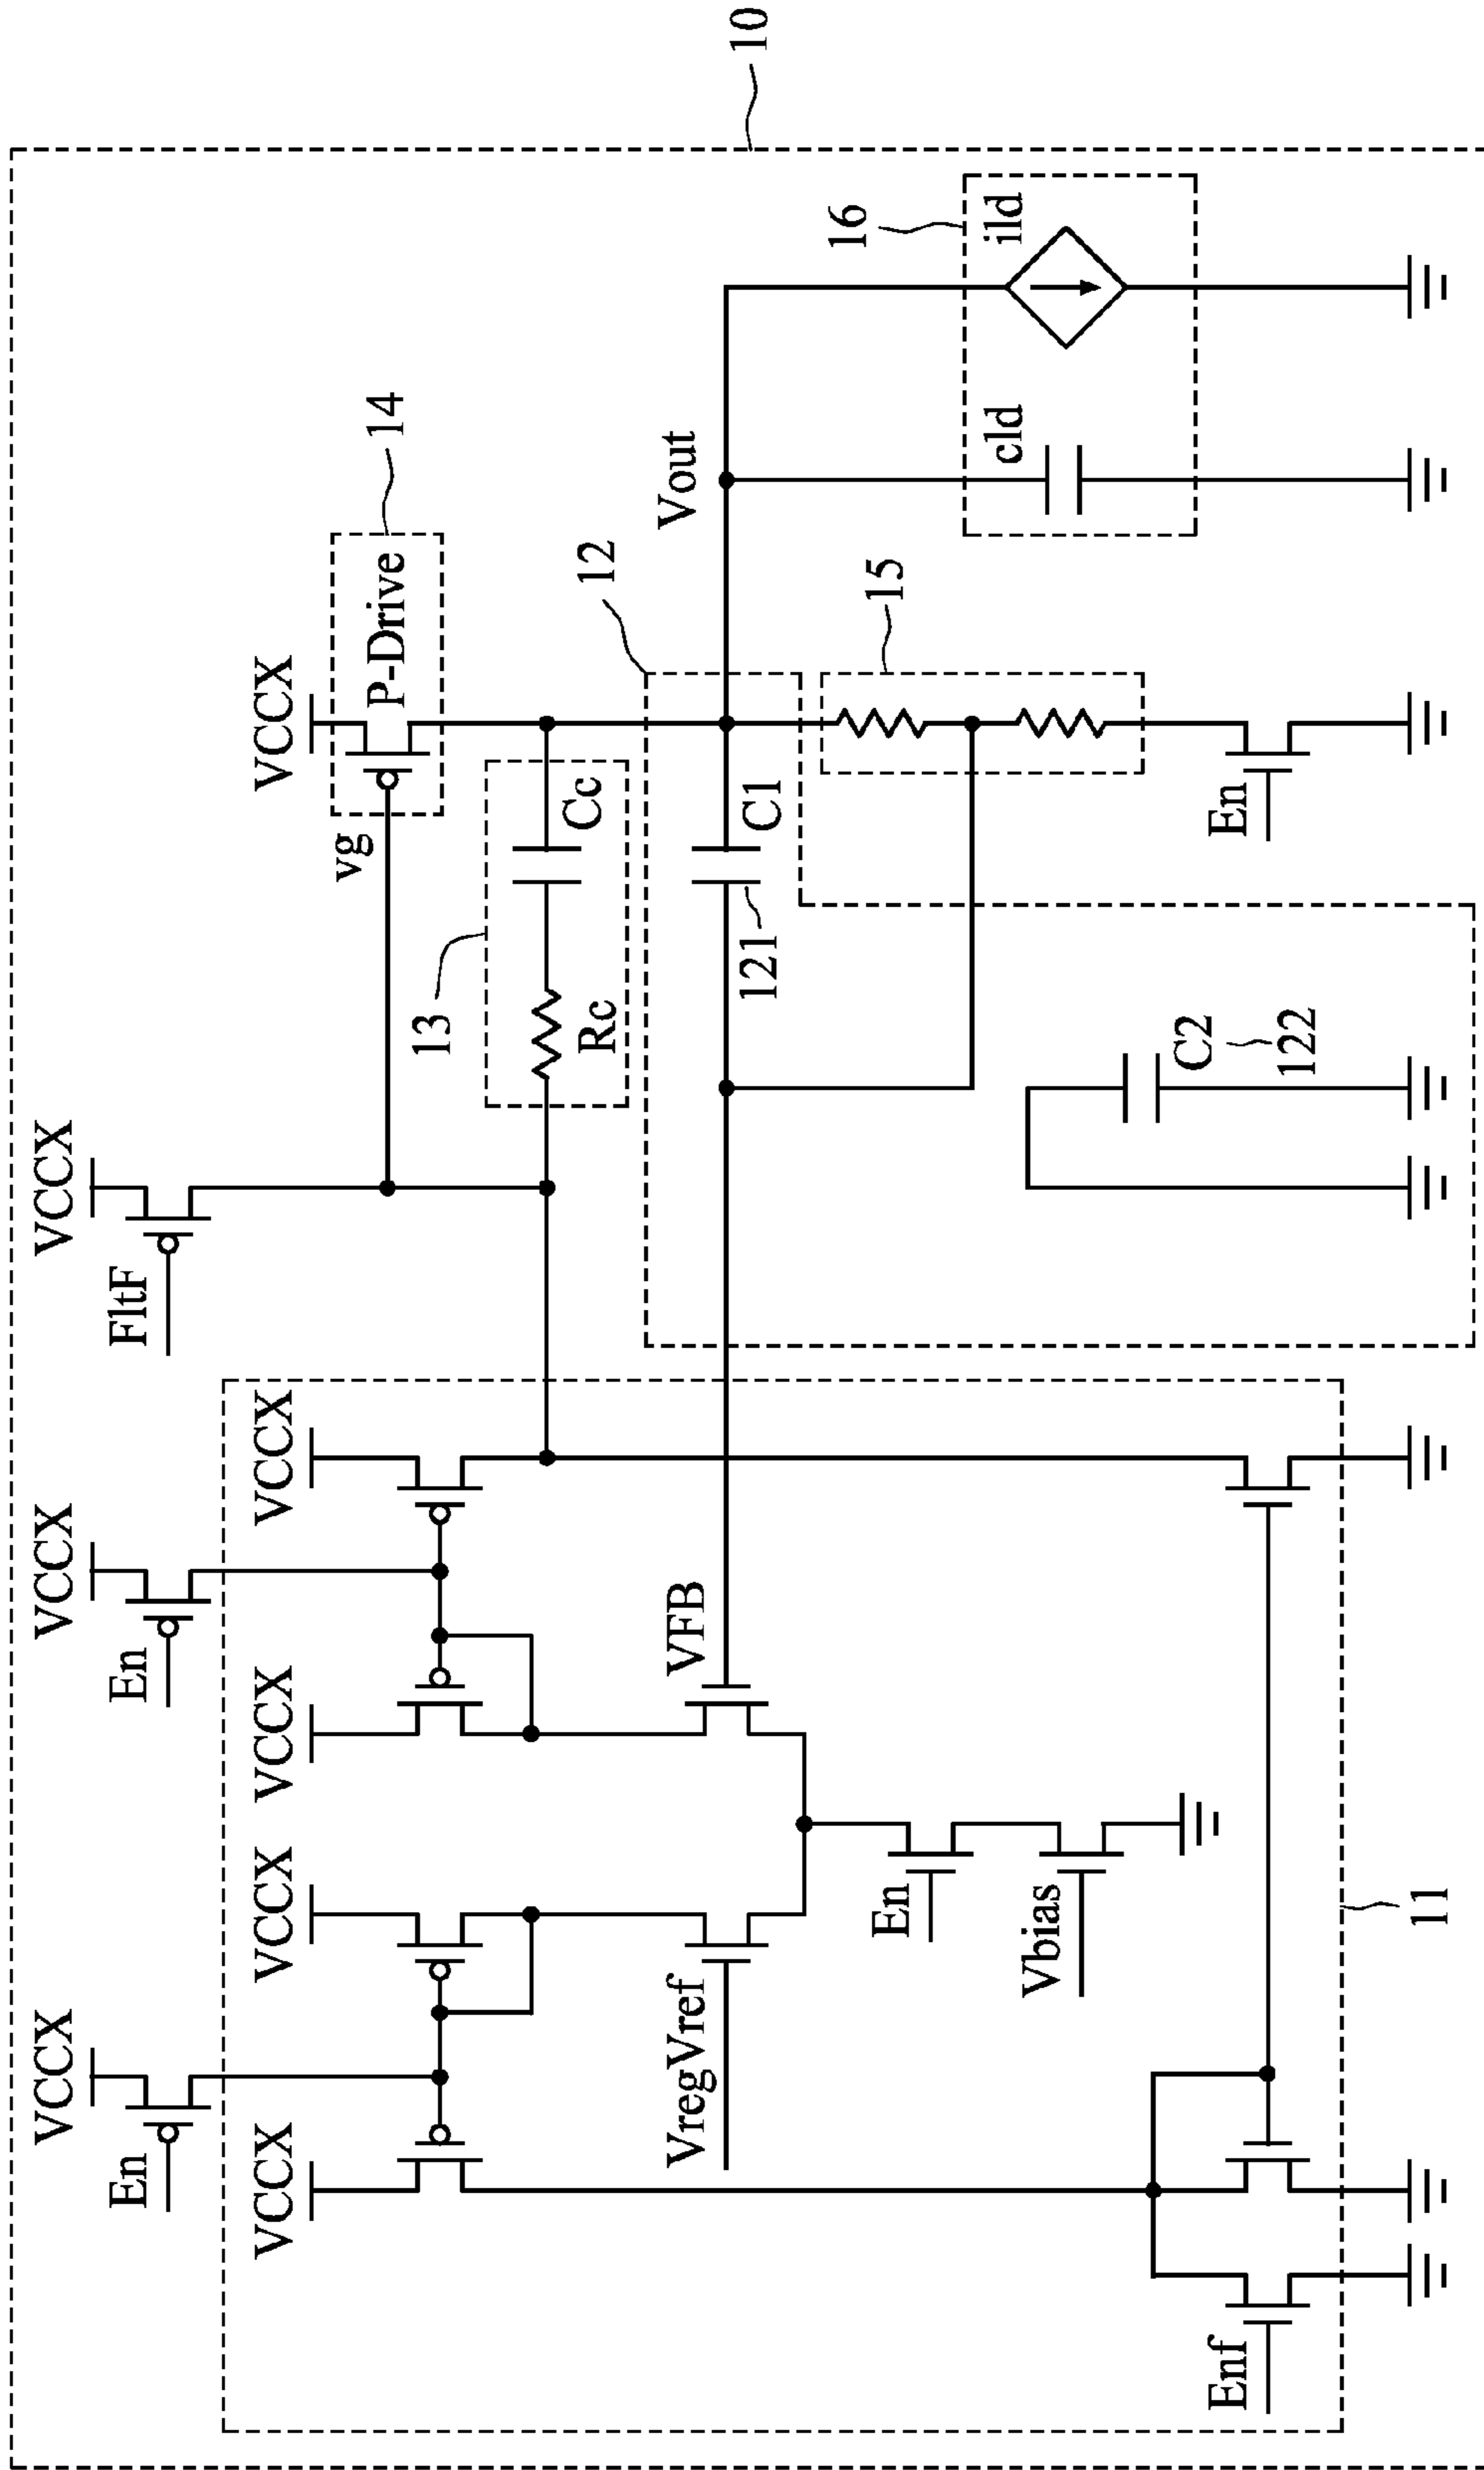 10
VCCX
En
VCCX
En
VCCX
FltF
VCCX
VCCX
VCCX
VCCX
VCCX
vg
P-Drive
14
13
Rc
Cc
12
VregVref
VFB
Vout
121
C1
16
cld
ild
15
En
Vbias
C2
122
Enf
En
11